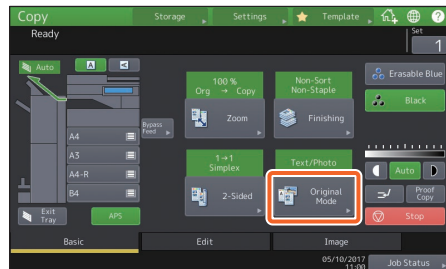 Copy
Storage
Settings
Template
Ready
Set
1
Auto
A
100 %
Org → Copy
Zoom
Non-Sort
Non-Staple
Finishing
Erasable Blue
Black
Bypass
Feed
A4
A3
A4-R
B4
1→1
Simplex
2-Sided
Text/Photo
Original
Mode
Auto
Proof
Copy
Exit
Tray
APS
Stop
Basic
Edit
Image
05/10/2017
11:00
Job Status